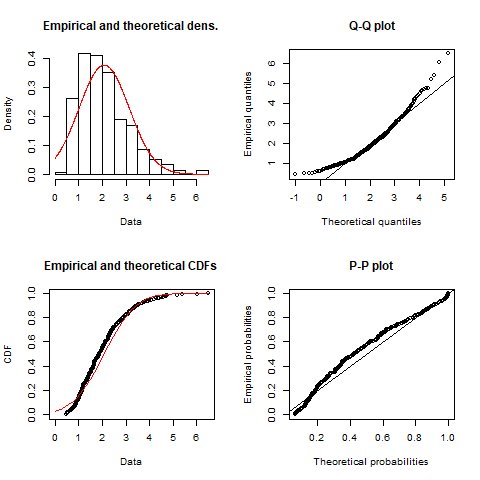 Empirical and theoretical dens.
Density
0.0 0.1 0.2 0.3 0.4
0 1 2 3 4 5 6
Data
Q-Q plot
Empirical quantiles
1 2 3 4 5 6
-1 0 1 2 3 4 5
Theoretical quantiles
Empirical and theoretical CDFs
CDF
0.0 0.2 0.4 0.6 0.8 1.0
0 1 2 3 4 5 6
Data
P-P plot
Empirical probabilities
0.0 0.2 0.4 0.6 0.8 1.0
0.2 0.4 0.6 0.8 1.0
Theoretical probabilities